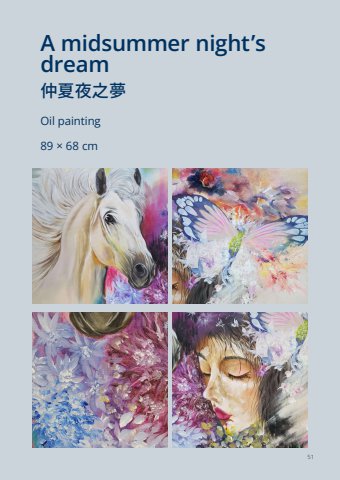 A midsummer night's
dream
仲夏夜之夢
Oil painting
89 × 68 cm
51